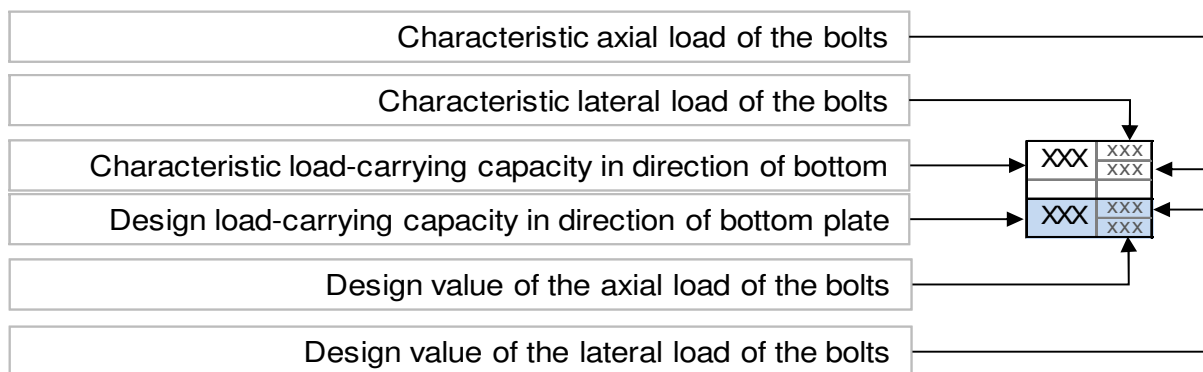 Characteristic axial load of the bolts
Characteristic lateral load of the bolts
Characteristic load-carrying capacity in direction of bottom
Design load-carrying capacity in direction of bottom plate
Design value of the axial load of the bolts
Design value of the lateral load of the bolts
XXX xxx
xxx
XXX xxx
xxx